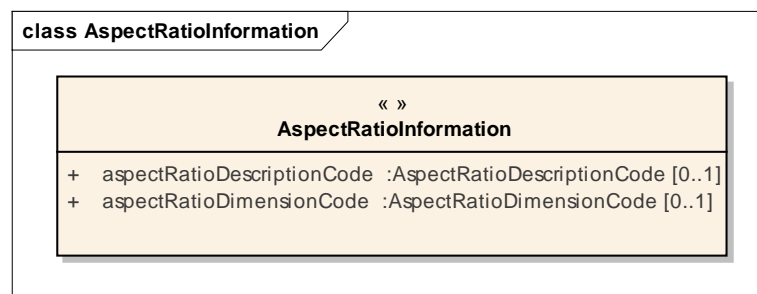 class AspectRatioInformation
« »
AspectRatioInformation
+ aspectRatioDescriptionCode :AspectRatioDescriptionCode [0..1]
+ aspectRatioDimensionCode :AspectRatioDimensionCode [0..1]